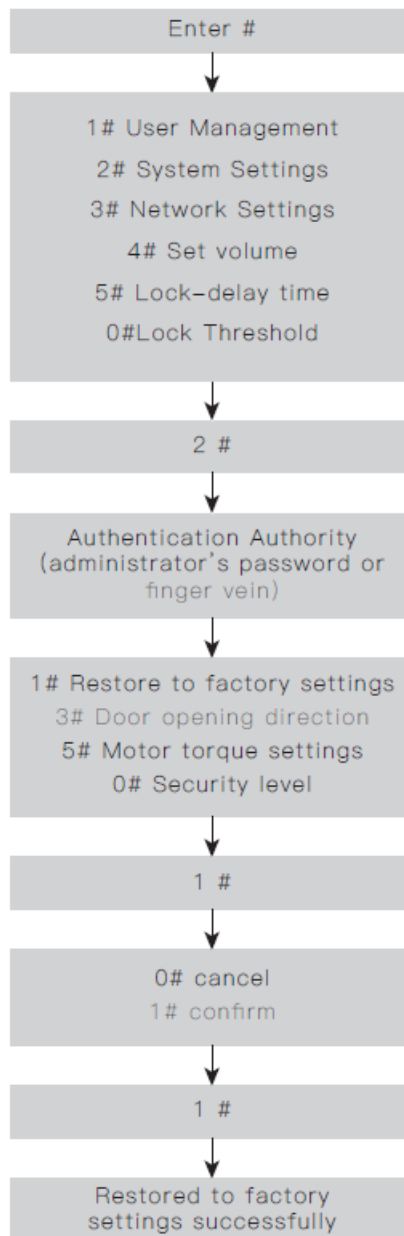 Enter #
1# User Management
2# System Settings
3# Network Settings
4# Set volume
5# Lock-delay time
0#Lock Threshold
2 #
Authentication Authority
(administrator's password or
finger vein)
1# Restore to factory settings
3# Door opening direction
5# Motor torque settings
0# Security level
1 #
0# cancel
1# confirm
1 #
Restored to factory
settings successfully